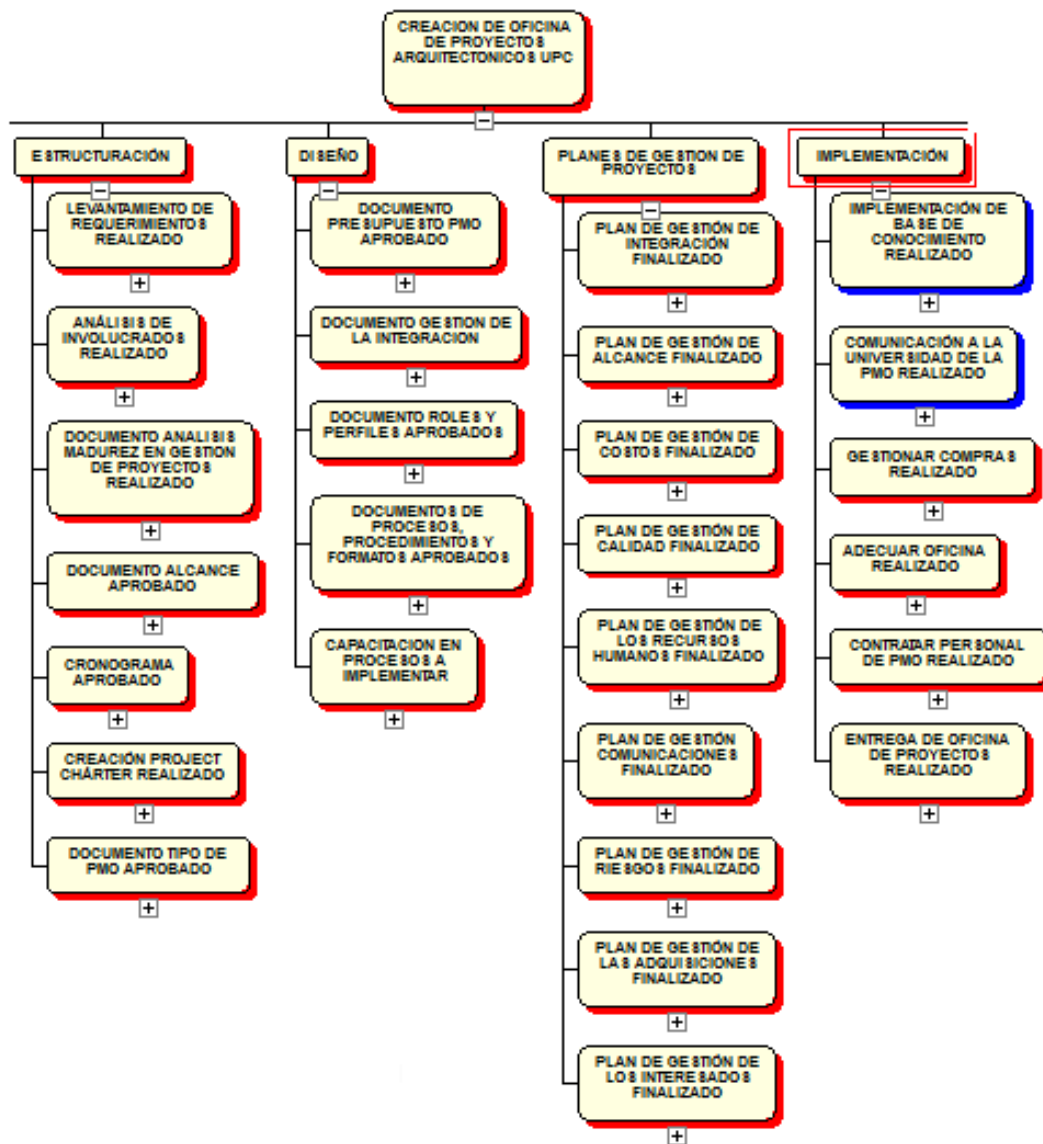 CREACION DE OFICINA
DE PROYECTOS
ARQUITECTONICOS UPC
ESTRUCTURACIÓN
LEVANTAMIENTO DE
REQUERIMIENTOS
REALIZADO
ANÁLISIS DE
INVOLUCRADOS
REALIZADO
DOCUMENTO ANALISIS
MADUREZ EN GESTION
DE PROYECTOS
REALIZADO
DOCUMENTO ALCANCE
APROBADO
CRONOGRAMA
APROBADO
CREACIÓN PROJECT
CHÁRTER REALIZADO
DOCUMENTO TIPO DE
PMO APROBADO
DISEÑO
DOCUMENTO
PRESUPUESTO PMO
APROBADO
DOCUMENTO GESTION DE
LA INTEGRACION
DOCUMENTO ROLES Y
PERFILES APROBADOS
DOCUMENTOS DE
PROCESOS,
PROCEDIMIENTOS Y
FORMATOS APROBADOS
CAPACITACION EN
PROCESOS A
IMPLEMENTAR
PLANES DE GESTION DE
PROYECTOS
PLAN DE GESTIÓN DE
INTEGRACIÓN
FINALIZADO
PLAN DE GESTIÓN DE
ALCANCE FINALIZADO
PLAN DE GESTIÓN DE
COSTOS FINALIZADO
PLAN DE GESTIÓN DE
CALIDAD FINALIZADO
PLAN DE GESTIÓN DE
LOS RECURSOS
HUMANOS FINALIZADO
PLAN DE GESTIÓN
COMUNICACIONES
FINALIZADO
PLAN DE GESTIÓN DE
RIESGOS FINALIZADO
PLAN DE GESTIÓN DE
LAS ADQUISICIONES
FINALIZADO
PLAN DE GESTIÓN DE
LOS INTERESADOS
FINALIZADO
IMPLEMENTACIÓN
IMPLEMENTACIÓN DE
BASE DE
CONOCIMIENTO
REALIZADO
COMUNICACIÓN A LA
UNIVERSIDAD DE LA
PMO REALIZADO
GESTIONAR COMPRAS
REALIZADO
ADECUAR OFICINA
REALIZADO
CONTRATAR PERSONAL
DE PMO REALIZADO
ENTREGA DE OFICINA
DE PROYECTOS
REALIZADO